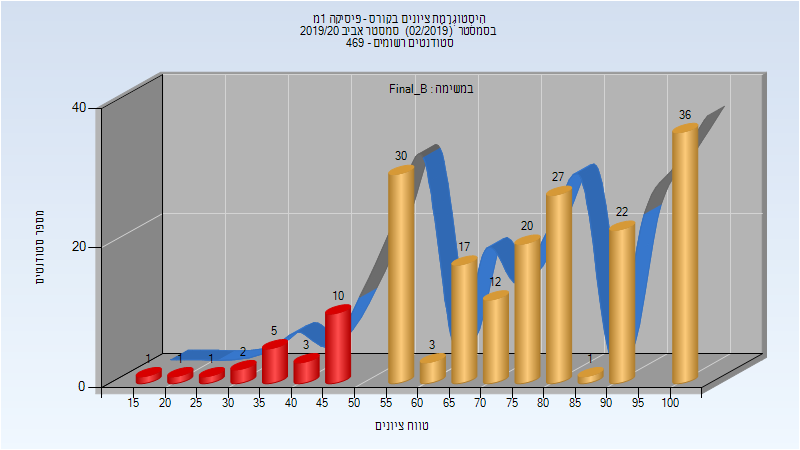 היסטוגרמת ציונים בקורס - פיסיקה 1מ
בסמסטר (02/2019) סמסטר אביב 2019/20
סטודנטים רשומים - 469
במשימה : Final_B
מספר סטודנטים
40
20
0
1
1
1
2
5
3
10
30
3
17
12
20
27
1
22
36
15 20 25 30 35 40 45 50 55 60 65 70 75 80 85 90 100
טווח ציונים